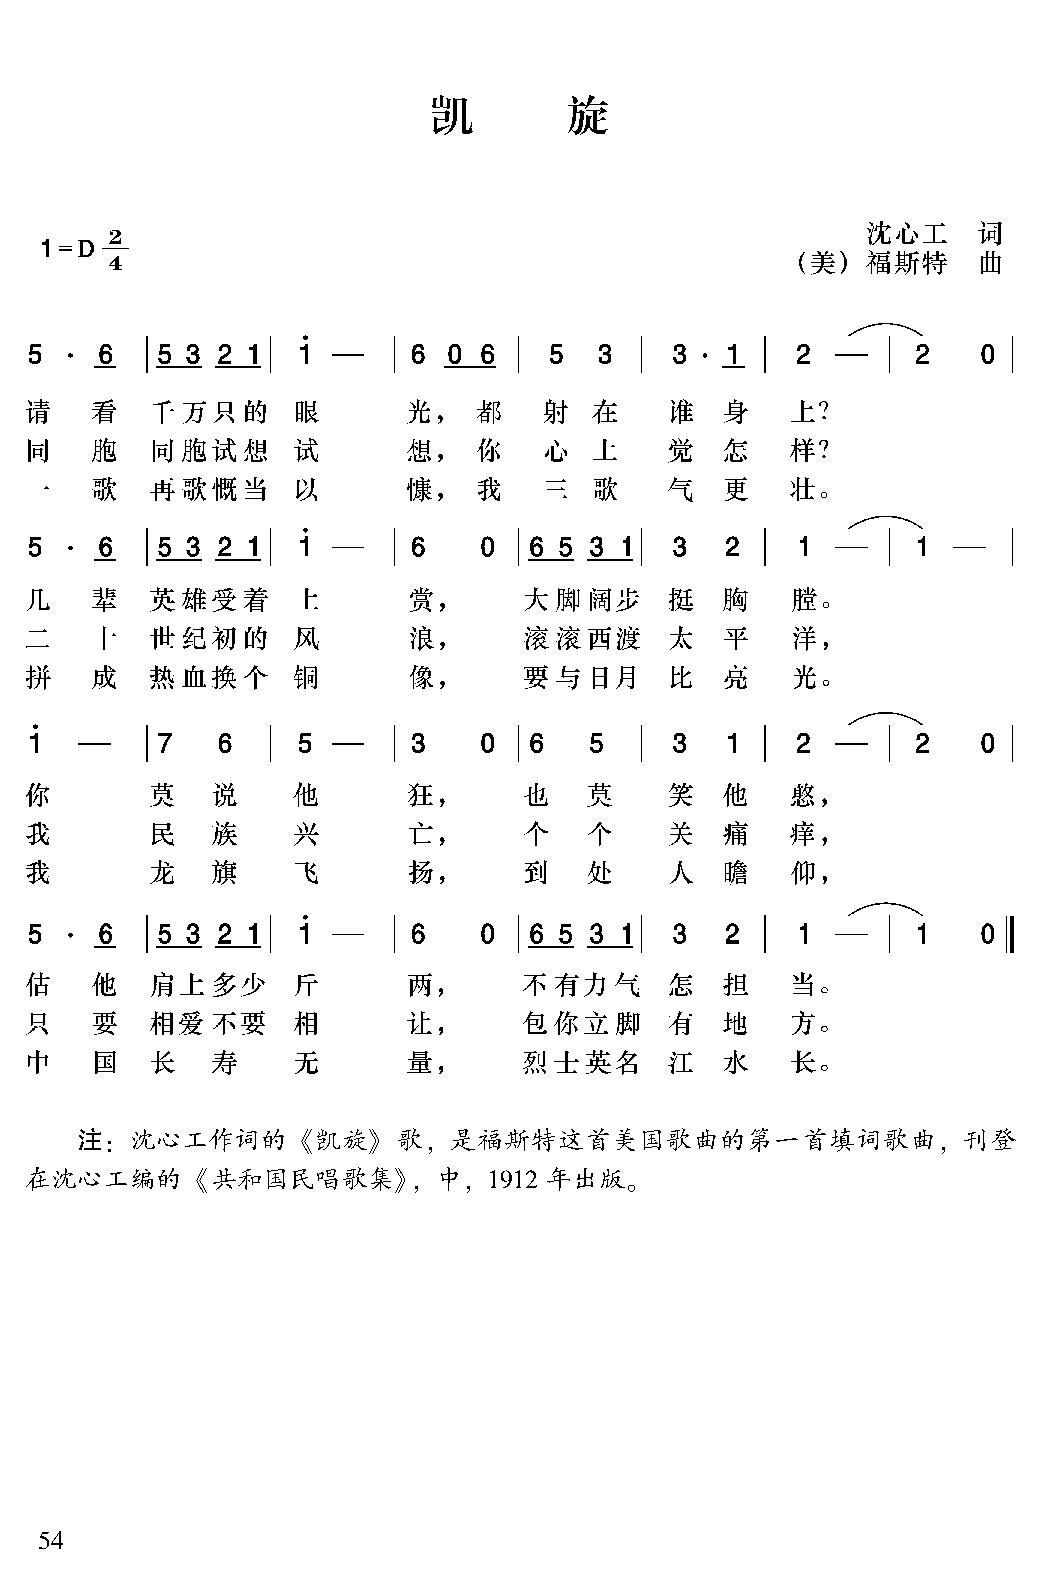 凯 旋
1=D 2/4
沈心工 词
（美）福斯特 曲
5 · 6 | 5 3 2 1 | 1̇ — | 6 0 6 | 5 3 | 3 · 1 | 2 — | 2 0 |
请 看 千万只的 眼 光，都 射 在 谁 身 上？
同 胞 同胞试想 试 想，你 心 上 觉 怎 样？
一 歌 再歌慨当 以 慷，我 三 歌 气 更 壮。
5 · 6 | 5 3 2 1 | 1̇ — | 6 0 | 6 5 3 1 | 3 2 | 1 — | 1 — |
几 辈 英雄受着 上 赏， 大脚阔步 挺 胸 膛。
二 十 世纪初的 风 浪， 滚滚西渡 太 平 洋，
拼 成 热血换个 铜 像， 要与日月 比 亮 光。
1̇ — | 7 6 | 5 — | 3 0 | 6 5 | 3 1 | 2 — | 2 0 |
你 莫 说 他 狂， 也 莫 笑 他 憨，
我 民 族 兴 亡， 个 个 关 痛 痒，
我 龙 旗 飞 扬， 到 处 人 瞻 仰，
5 · 6 | 5 3 2 1 | 1̇ — | 6 0 | 6 5 3 1 | 3 2 | 1 — | 1 0 ‖
估 他 肩上多少 斤 两， 不有力气 怎 担 当。
只 要 相爱不要 相 让， 包你立脚 有 地 方。
中 国 长 寿 无 量， 烈士英名 江 水 长。
注：沈心工作词的《凯旋》歌，是福斯特这首美国歌曲的第一首填词歌曲，刊登
在沈心工编的《共和国民唱歌集》，中，1912 年出版。
54